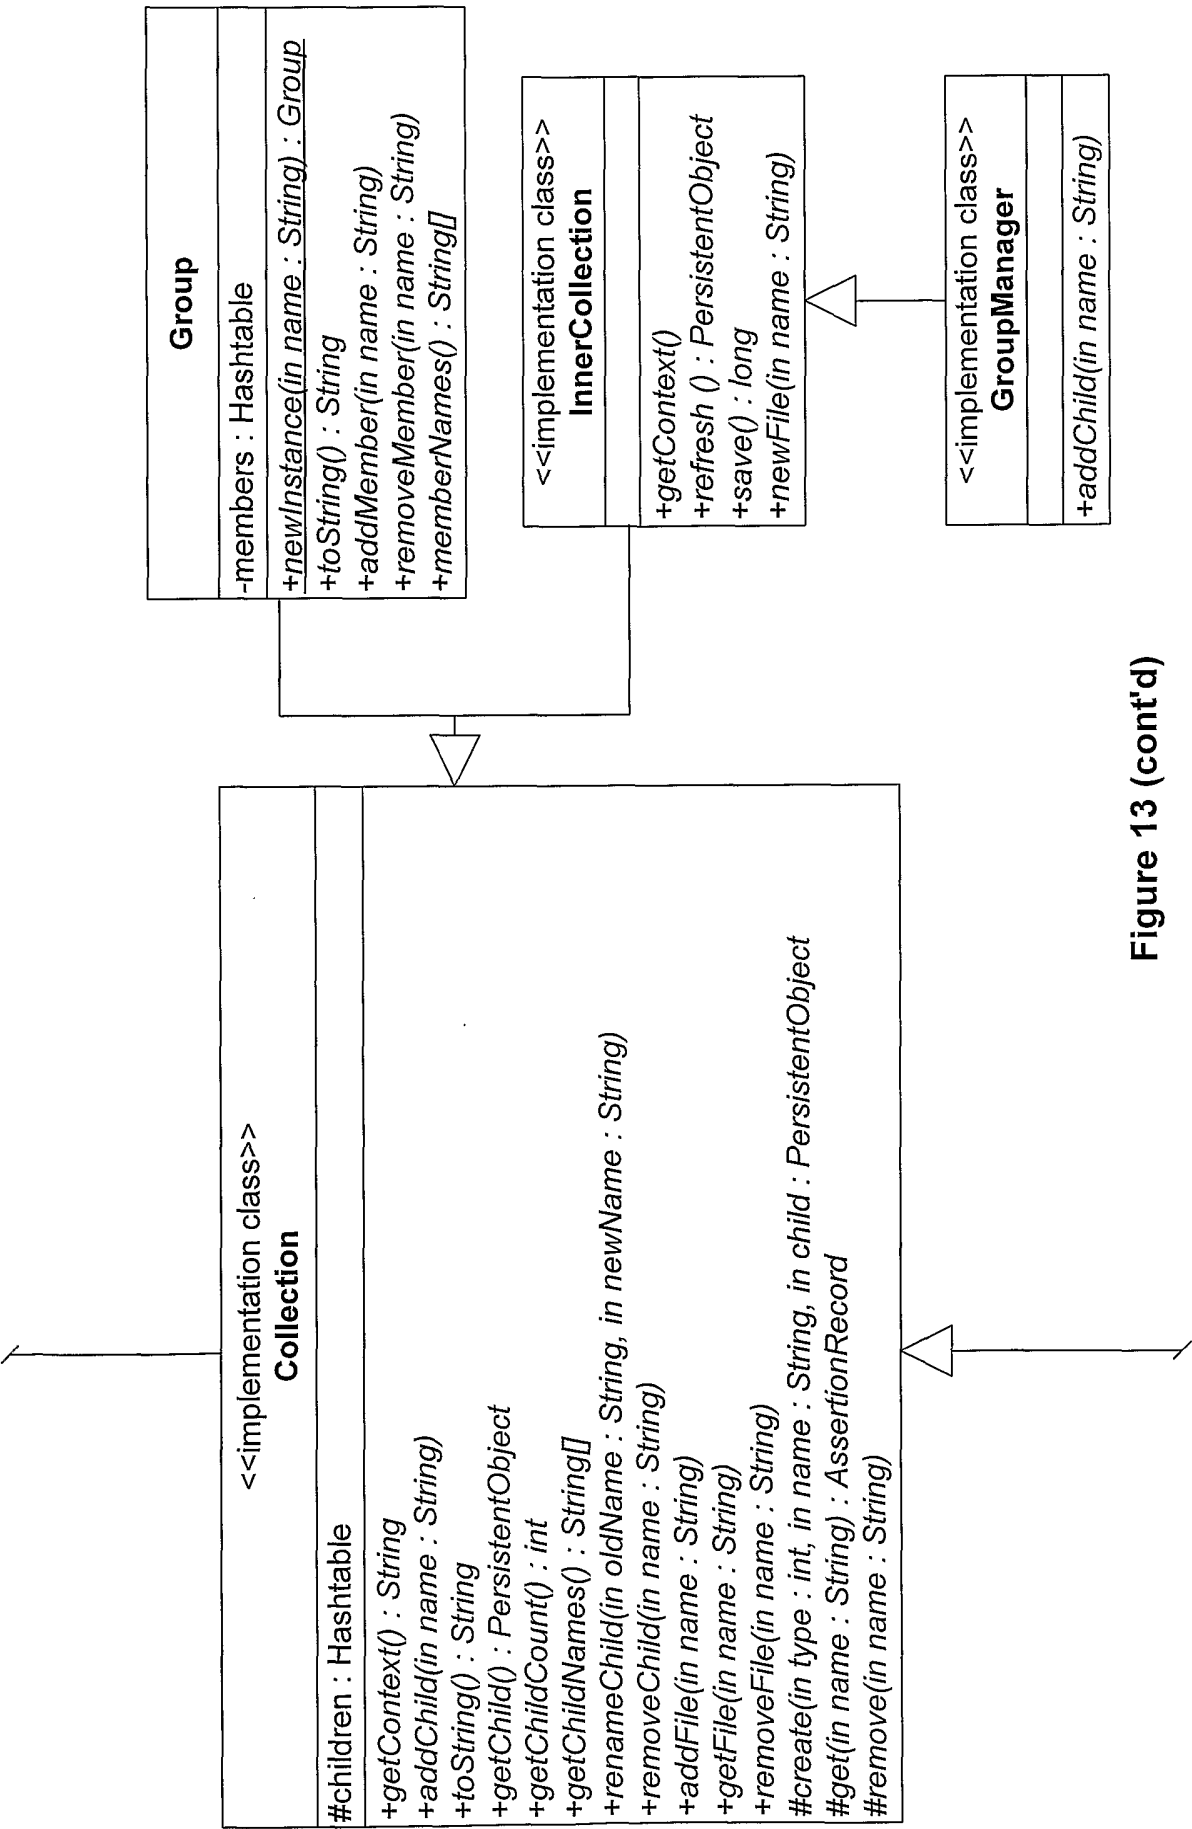 <<implementation class>>
Collection
#children : Hashtable
+getContext() : String
+addChild(in name : String)
+toString() : String
+getChild() : PersistentObject
+getChildCount() : int
+getChildNames() : String[]
+renameChild(in oldName : String, in newName : String)
+removeChild(in name : String)
+addFile(in name : String)
+getFile(in name : String)
+removeFile(in name : String)
#create(in type : int, in name : String, in child : PersistentObject
#get(in name : String) : AssertionRecord
#remove(in name : String)
Group
-members : Hashtable
+newInstance(in name : String) : Group
+toString() : String
+addMember(in name : String)
+removeMember(in name : String)
+memberNames() : String[]
<<implementation class>>
InnerCollection
+getContext()
+refresh () : PersistentObject
+save() : long
+newFile(in name : String)
<<implementation class>>
GroupManager
+addChild(in name : String)
Figure 13 (cont'd)